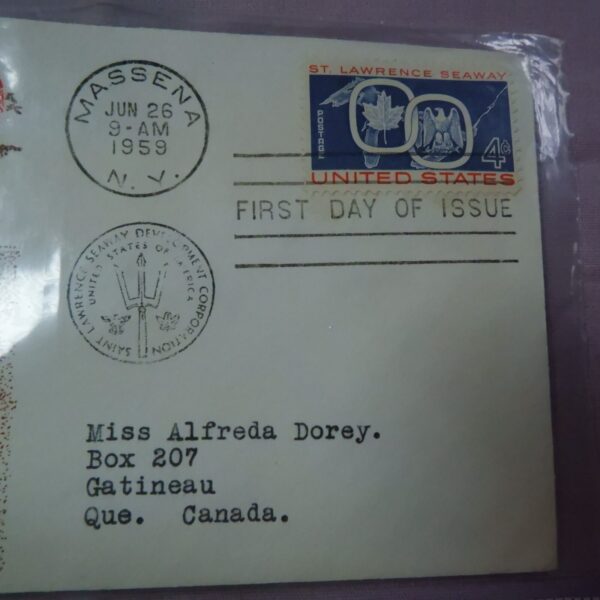 MASSENA
JUN 26
9-AM
1959
N. Y.
ST. LAWRENCE SEAWAY
POSTAGE
4¢
UNITED STATES
FIRST DAY OF ISSUE
SAINT LAWRENCE SEAWAY DEVELOPMENT CORPORATION
UNITED STATES OF AMERICA
Miss Alfreda Dorey.
Box 207
Gatineau
Que. Canada.